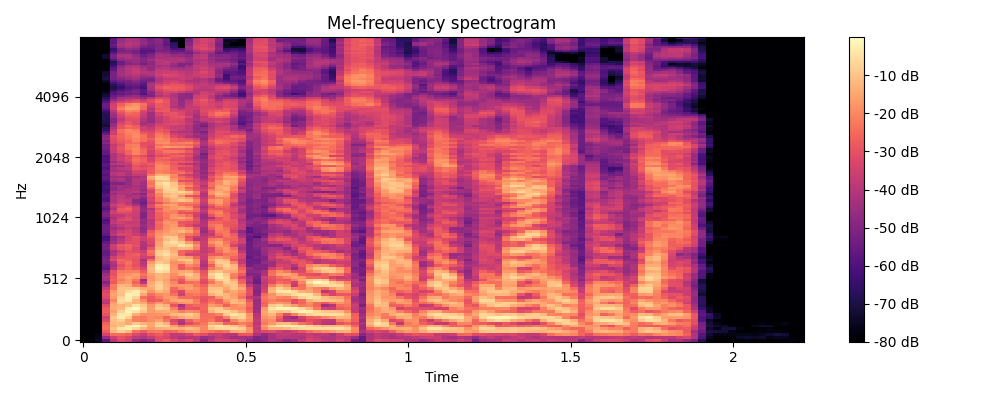 Mel-frequency spectrogram
Hz
4096
2048
1024
512
0
0
0.5
1
1.5
2
Time
-10 dB
-20 dB
-30 dB
-40 dB
-50 dB
-60 dB
-70 dB
-80 dB